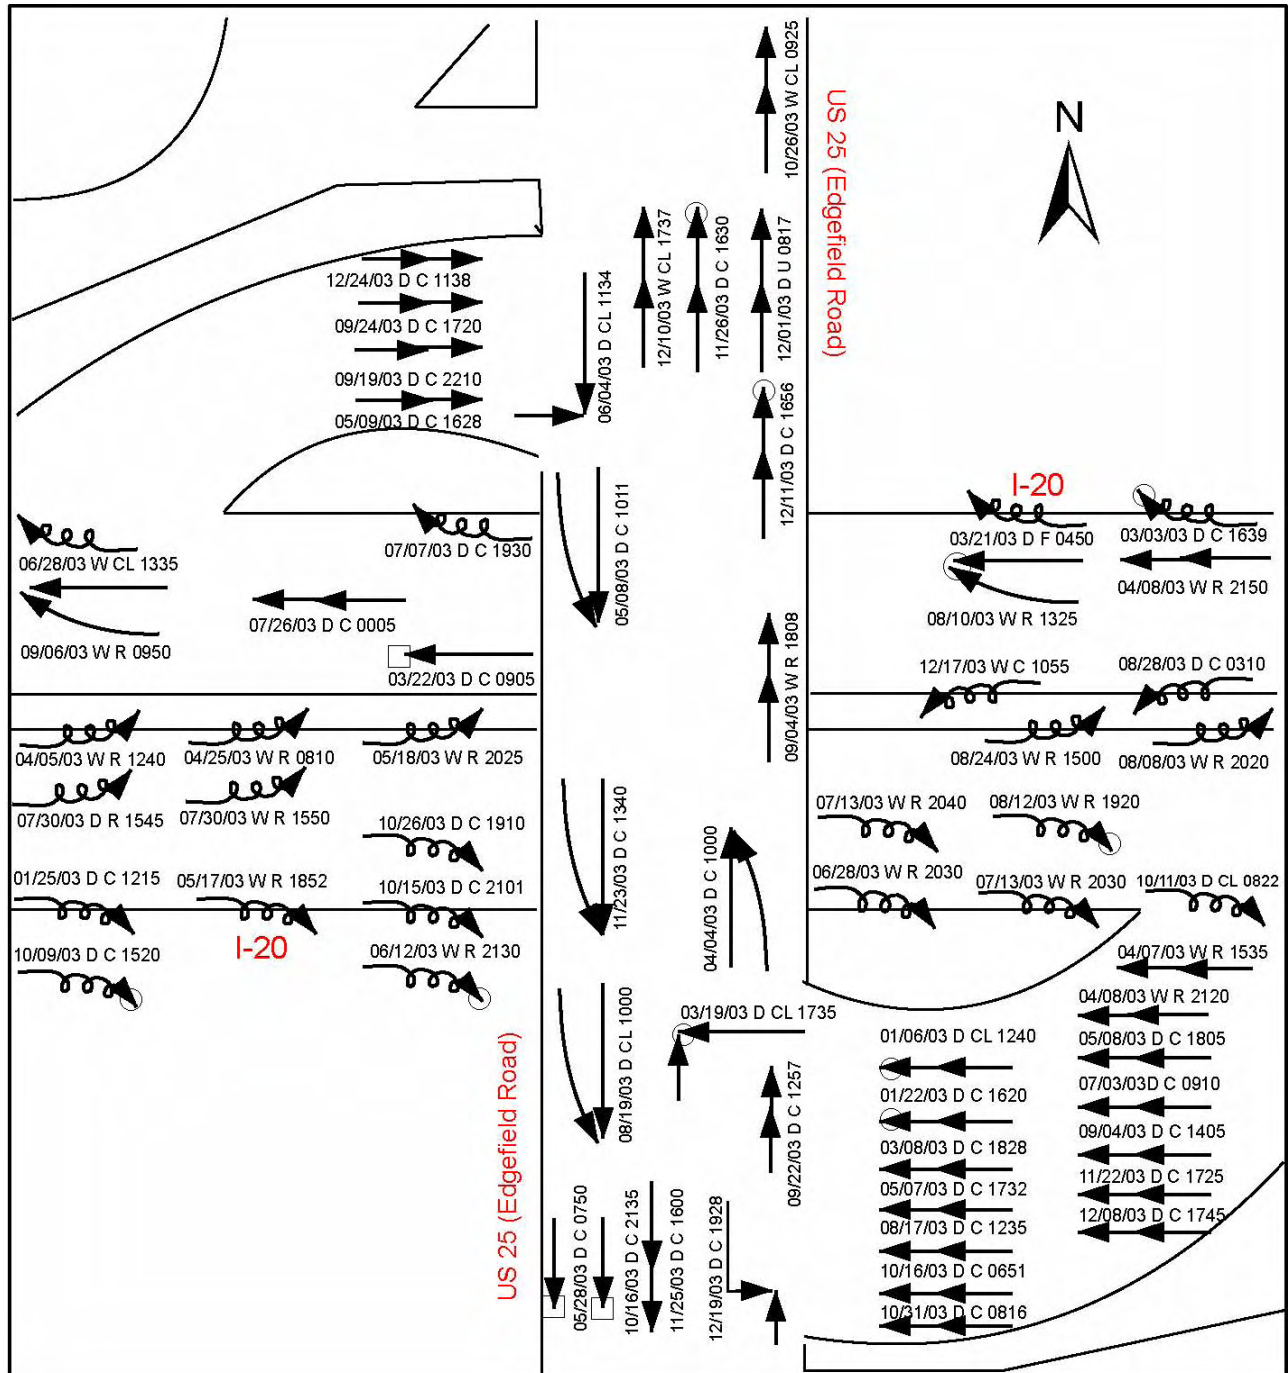 10/26/03 W CL 0925
US 25 (Edgefield Road)
N
12/24/03 D C 1138
09/24/03 D C 1720
09/19/03 D C 2210
05/09/03 D C 1628
06/04/03 D CL 1134
12/10/03 W CL 1737
11/26/03 D C 1630
12/01/03 D U 0817
12/11/03 D C 1656
I-20
03/21/03 D F 0450
03/03/03 D C 1639
04/08/03 W R 2150
08/10/03 W R 1325
06/28/03 W CL 1335
07/07/03 D C 1930
07/26/03 D C 0005
09/06/03 W R 0950
03/22/03 D C 0905
05/08/03 D C 1011
09/04/03 W R 1808
12/17/03 W C 1055
08/28/03 D C 0310
04/05/03 W R 1240
04/25/03 W R 0810
05/18/03 W R 2025
08/24/03 W R 1500
08/08/03 W R 2020
07/30/03 D R 1545
07/30/03 W R 1550
10/26/03 D C 1910
11/23/03 D C 1340
04/04/03 D C 1000
07/13/03 W R 2040
08/12/03 W R 1920
01/25/03 D C 1215
05/17/03 W R 1852
10/15/03 D C 2101
06/28/03 W R 2030
07/13/03 W R 2030
10/11/03 D CL 0822
I-20
10/09/03 D C 1520
06/12/03 W R 2130
04/07/03 W R 1535
04/08/03 W R 2120
US 25 (Edgefield Road)
08/19/03 D CL 1000
03/19/03 D CL 1735
09/22/03 D C 1257
01/06/03 D CL 1240
05/08/03 D C 1805
01/22/03 D C 1620
07/03/03D C 0910
03/08/03 D C 1828
09/04/03 D C 1405
05/07/03 D C 1732
11/22/03 D C 1725
08/17/03 D C 1235
12/08/03 D C 1745
10/16/03 D C 0651
10/31/03 D C 0816
05/28/03 D C 0750
10/16/03 D C 2135
11/25/03 D C 1600
12/19/03 D C 1928